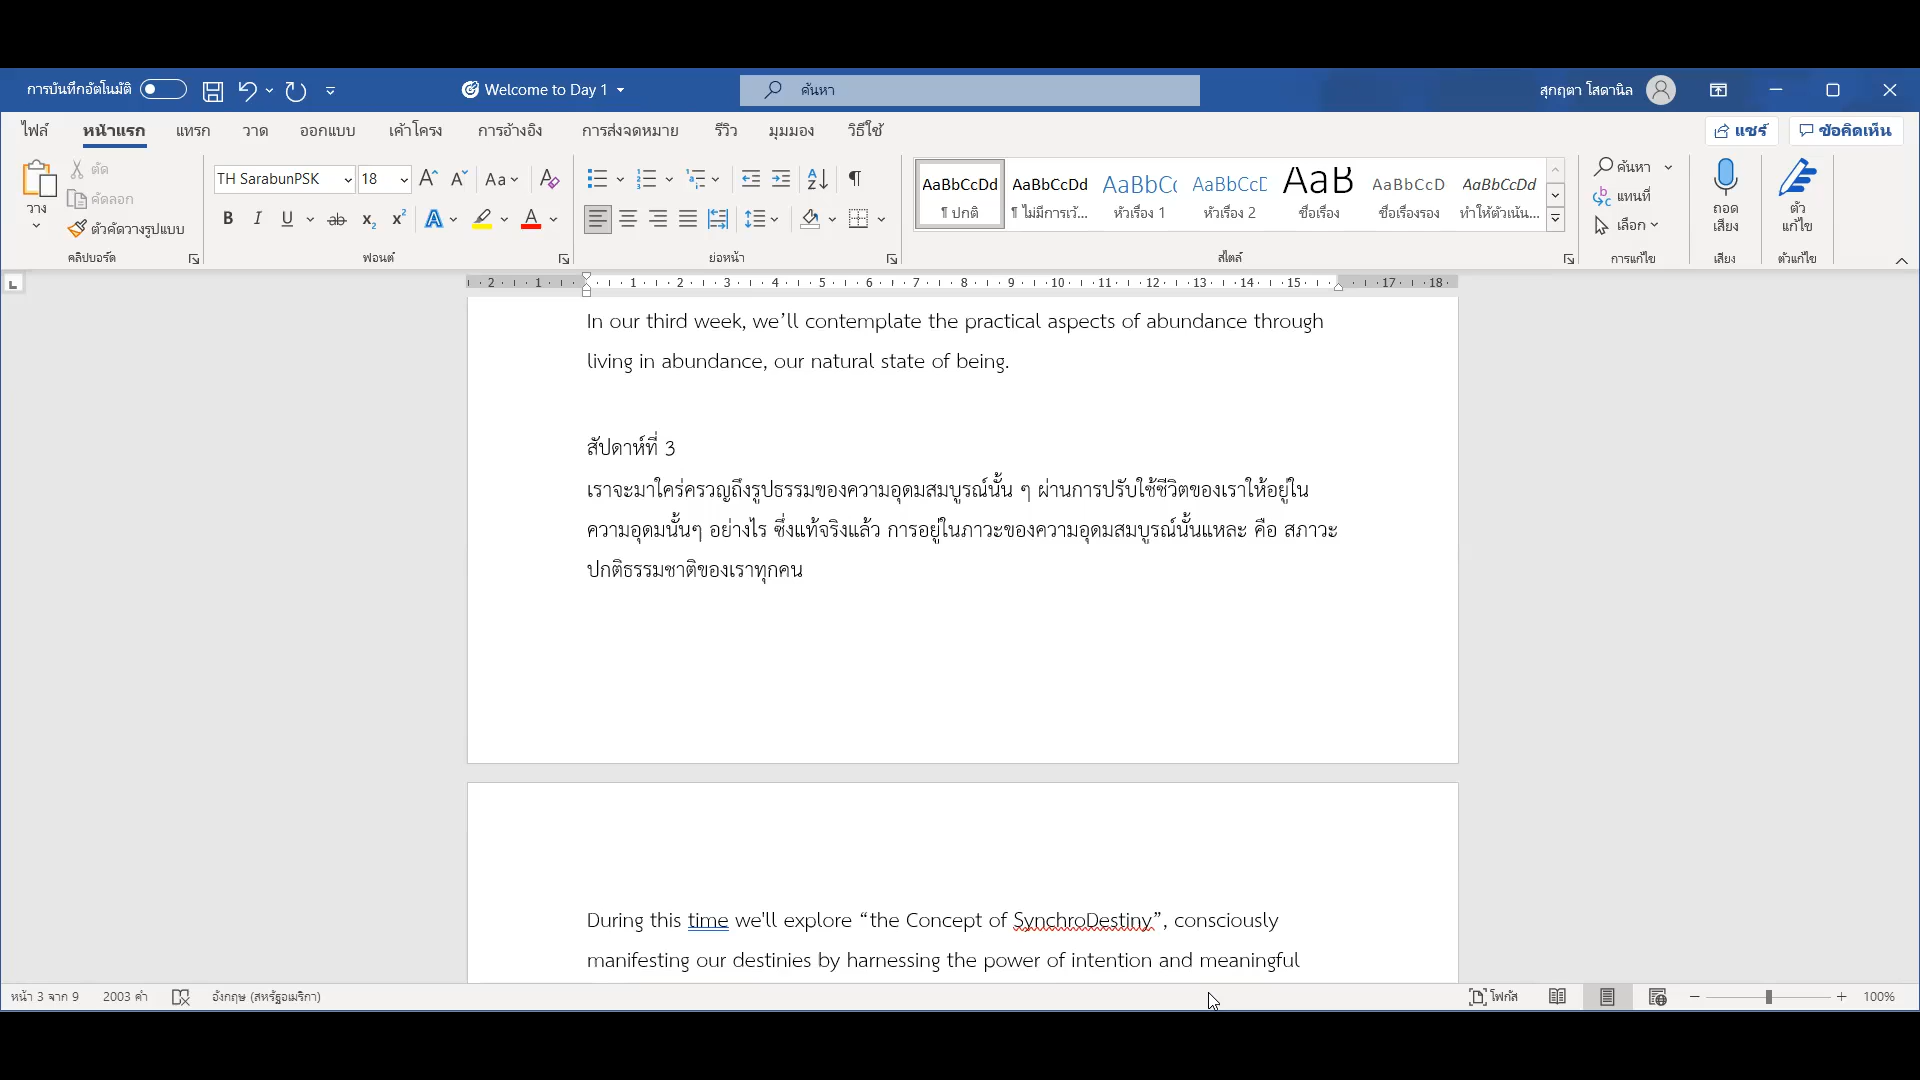 การบันทึกอัตโนมัติ
Welcome to Day 1
ค้นหา
สุกฤตา โสดานิล
ไฟล์ หน้าแรก แทรก วาด ออกแบบ เค้าโครง การอ้างอิง การส่งจดหมาย รีวิว มุมมอง วิธีใช้
แชร์ ข้อคิดเห็น
วาง
ตัด
คัดลอก
ตัวคัดวางรูปแบบ
คลิปบอร์ด
TH SarabunPSK 18
ฟอนต์
ย่อหน้า
AaBbCcDd AaBbCcDd AaBbCc AaBbCcD AaB AaBbCcD AaBbCcDd
¶ ปกติ ¶ ไม่มีการเว้... หัวเรื่อง 1 หัวเรื่อง 2 ชื่อเรื่อง ชื่อเรื่องรอง ทำให้ตัวเน้น...
สไตล์
ค้นหา
แทนที่
เลือก
การแก้ไข
ถอดเสียง
เสียง
ตัวแก้ไข
ตัวแก้ไข
2 1 1 2 3 4 5 6 7 8 9 10 11 12 13 14 15 17 18
In our third week, we’ll contemplate the practical aspects of abundance through
living in abundance, our natural state of being.
สัปดาห์ที่ 3
เราจะมาใคร่ครวญถึงรูปธรรมของความอุดมสมบูรณ์นั้น ๆ ผ่านการปรับใช้ชีวิตของเราให้อยู่ใน
ความอุดมนั้นๆ อย่างไร ซึ่งแท้จริงแล้ว การอยู่ในภาวะของความอุดมสมบูรณ์นั้นแหละ คือ สภาวะ
ปกติธรรมชาติของเราทุกคน
During this time we'll explore “the Concept of SynchroDestiny”, consciously
manifesting our destinies by harnessing the power of intention and meaningful
หน้า 3 จาก 9 2003 คำ อังกฤษ (สหรัฐอเมริกา)
โฟกัส
100%